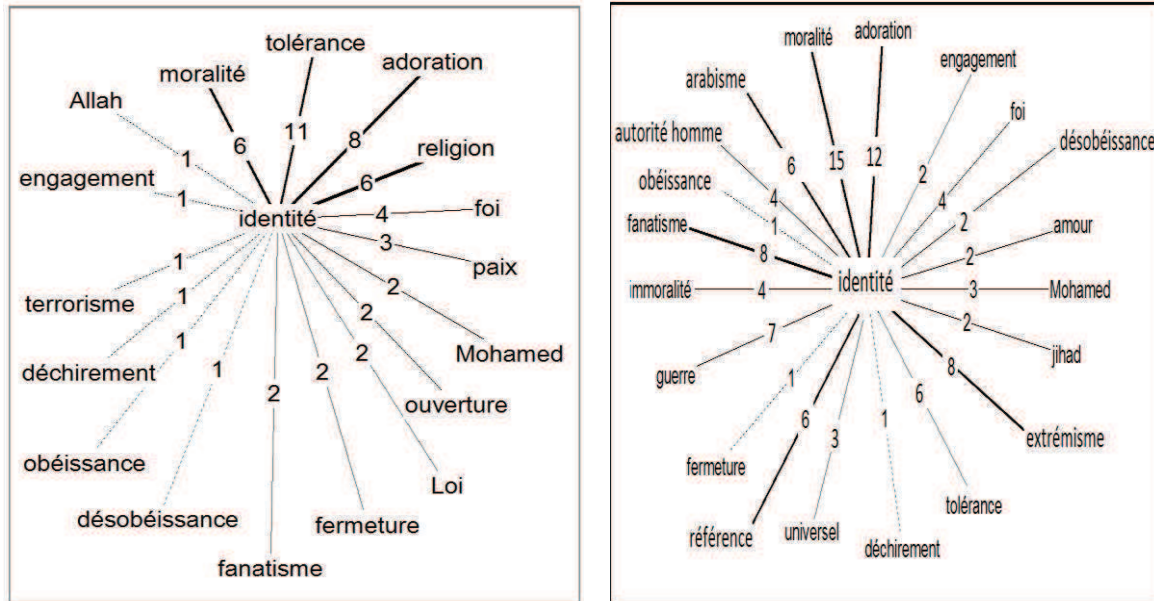 tolérance
moralité
adoration
Allah
11
6
8
religion
1
engagement
6
1
foi
identité
4
3
paix
1
2
terrorisme
1
2
Mohamed
1
2
déchirement
1
2
2
ouverture
obéissance
Loi
désobéissance
fermeture
fanatisme
adoration
moralité
engagement
arabisme
foi
autorité homme
désobéissance
6
15
12
2
obéissance
4
4
1
2
fanatisme
amour
8
2
identité
immoralité
4
3
Mohamed
7
2
jihad
guerre
1
8
6
6
3
1
extrémisme
fermeture
tolérance
référence
universel
déchirement